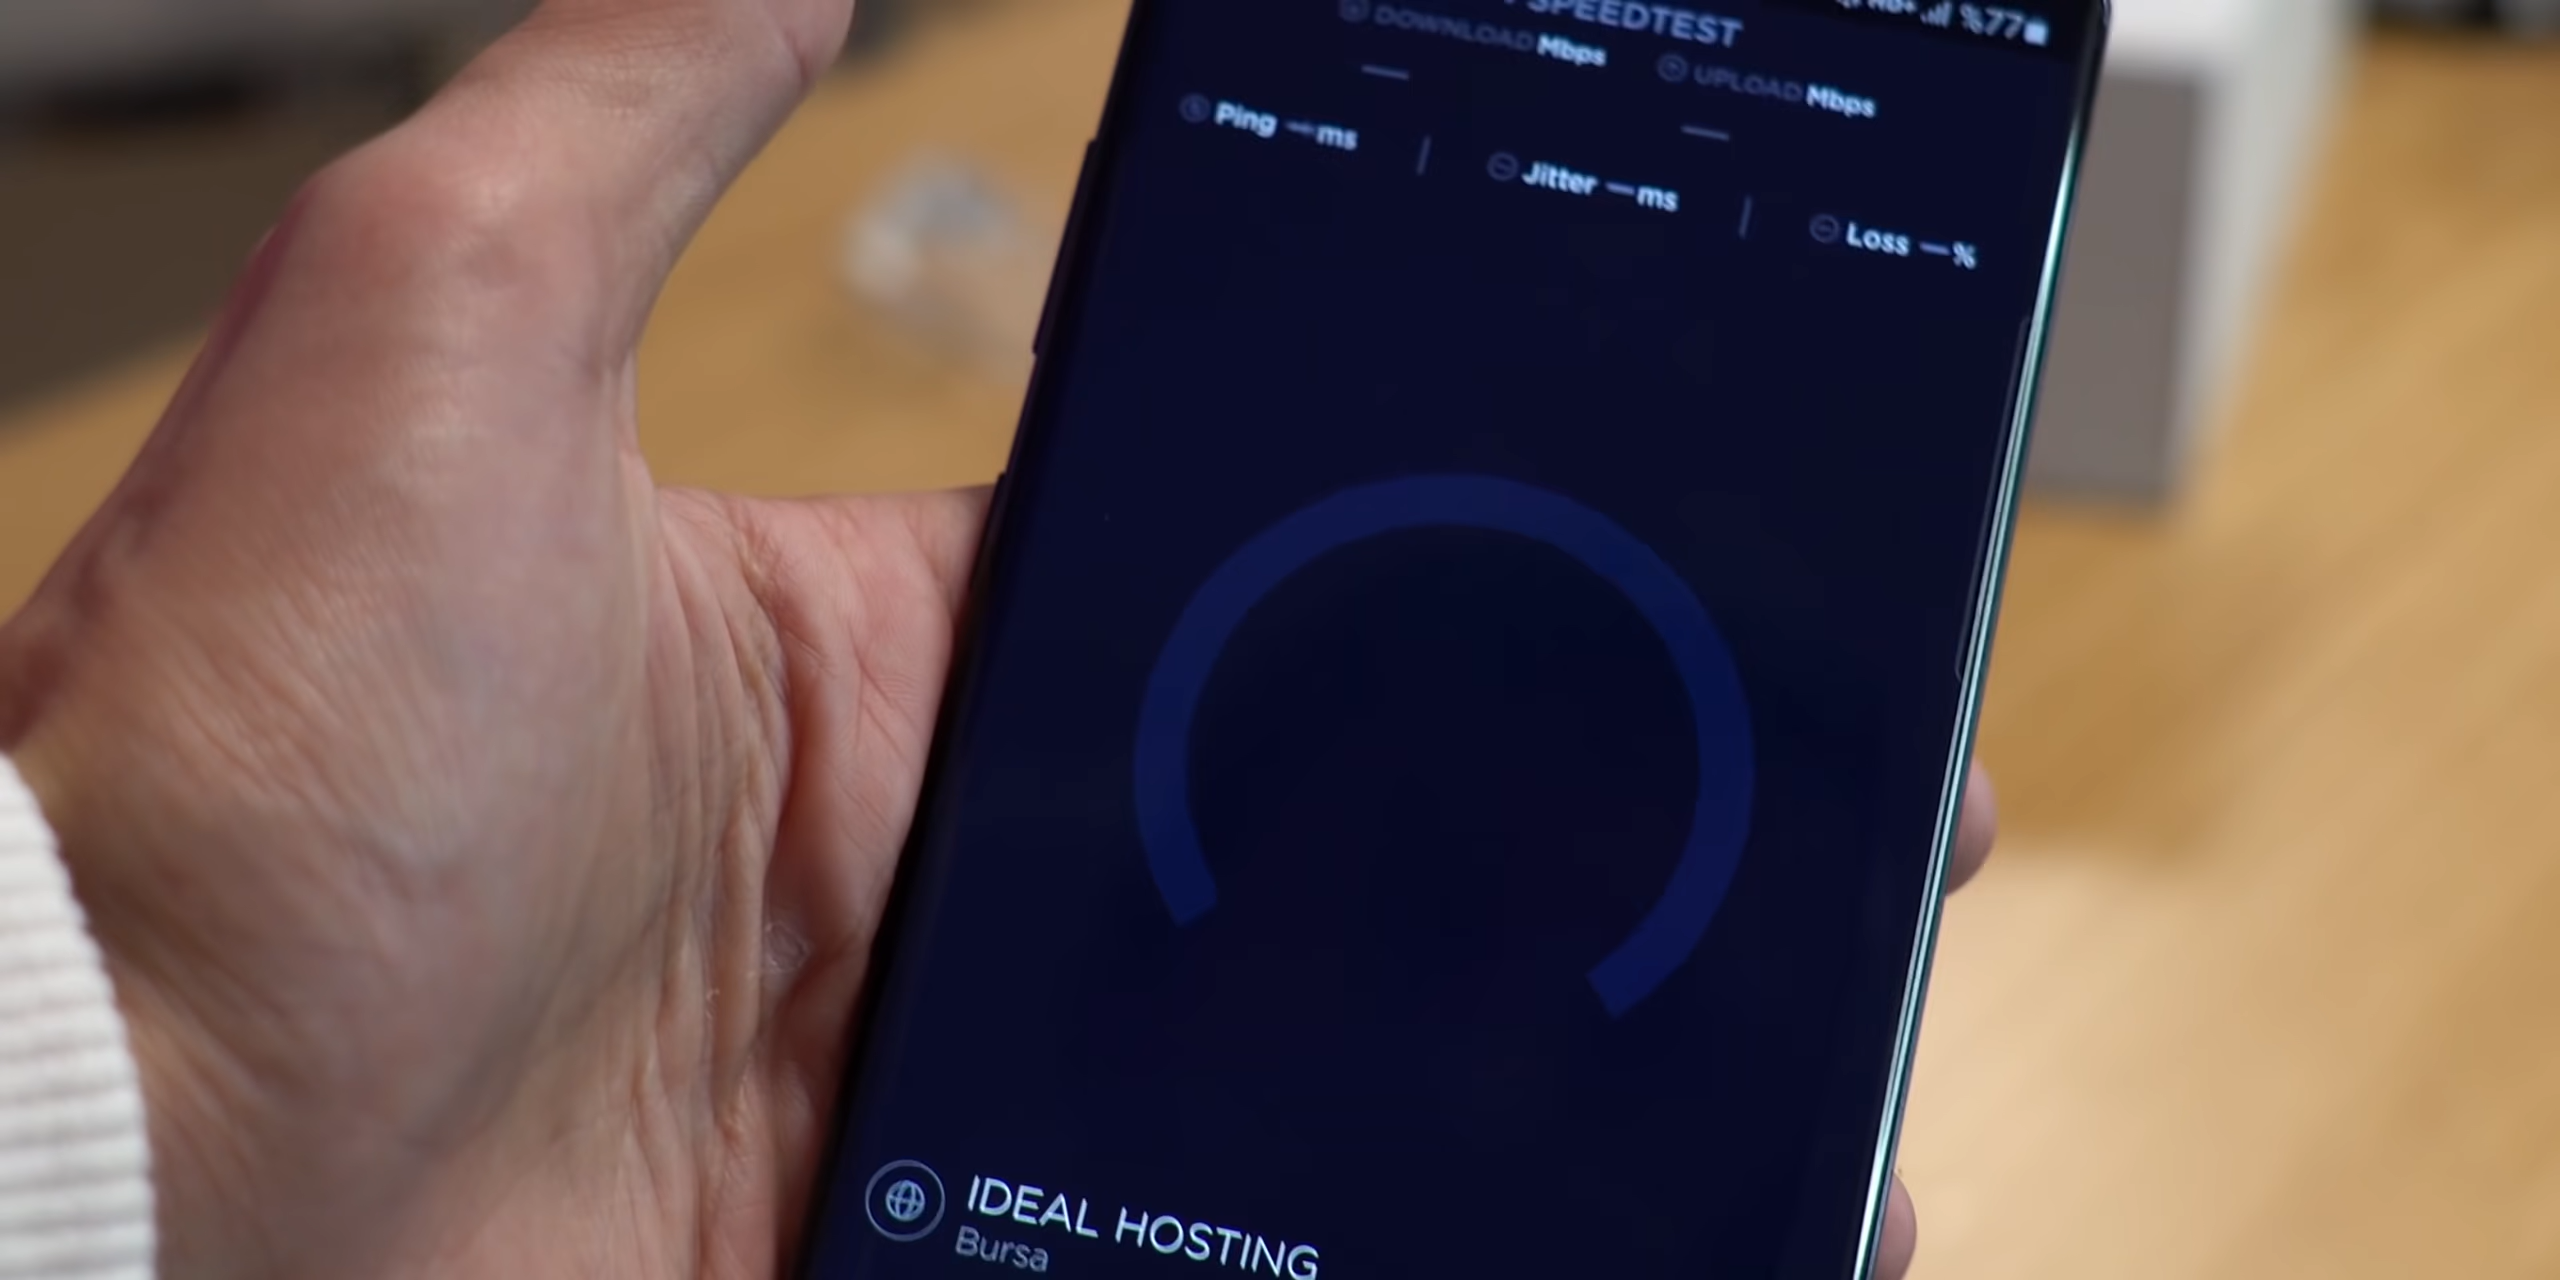 %77
SPEEDTEST
DOWNLOAD Mbps
UPLOAD Mbps
—
—
Ping — ms
Jitter — ms
Loss — %
IDEAL HOSTING
Bursa